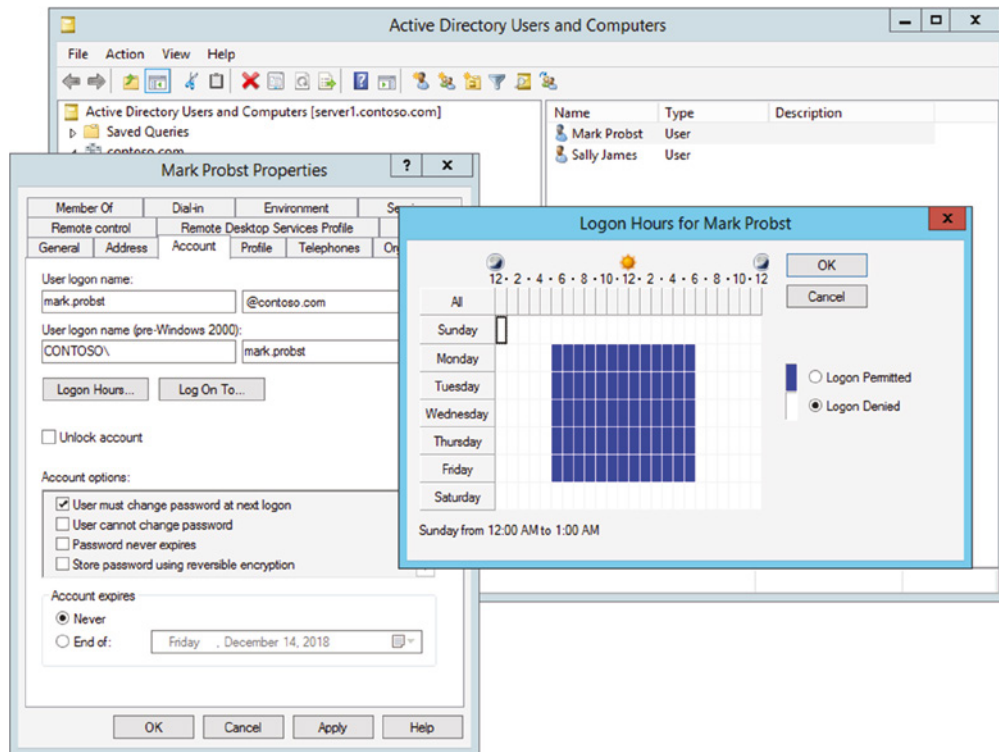 Active Directory Users and Computers
File Action View Help
Active Directory Users and Computers [server1.contoso.com]
Saved Queries
contoso.com
Name Type Description
Mark Probst User
Sally James User
Mark Probst Properties
Member Of Dial-in Environment
Remote control Remote Desktop Services Profile
General Address Account Profile Telephones
User logon name:
mark.probst @contoso.com
User logon name (pre-Windows 2000):
CONTOSO\ mark.probst
Logon Hours... Log On To...
Unlock account
Account options:
User must change password at next logon
User cannot change password
Password never expires
Store password using reversible encryption
Account expires
Never
End of: Friday , December 14, 2018
OK Cancel Apply Help
Logon Hours for Mark Probst
12 · 2 · 4 · 6 · 8 · 10 · 12 · 2 · 4 · 6 · 8 · 10 · 12
All
Sunday
Monday
Tuesday
Wednesday
Thursday
Friday
Saturday
OK
Cancel
Logon Permitted
Logon Denied
Sunday from 12:00 AM to 1:00 AM